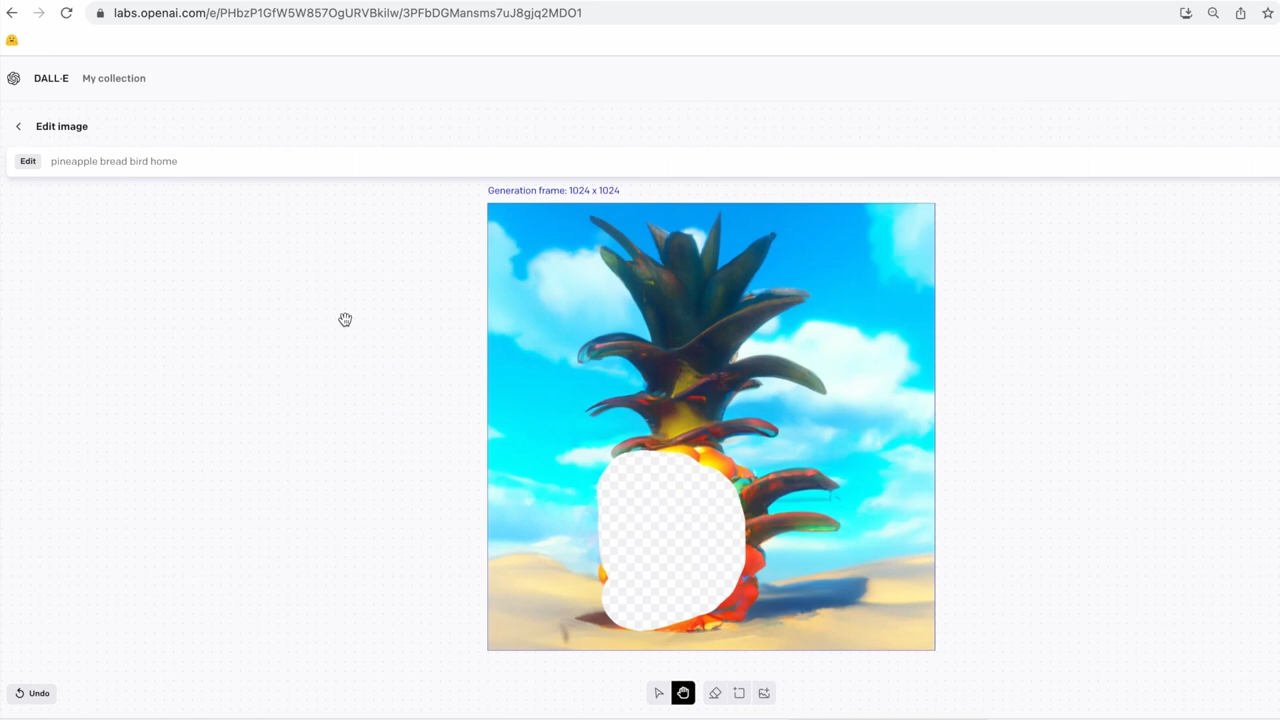 labs.openai.com/e/PHbzP1GfW5W857OgURVBkilw/3PFbDGMansms7uJ8gjq2MDO1
DALL·E My collection
Edit image
Edit pineapple bread bird home
Generation frame: 1024 x 1024
Undo